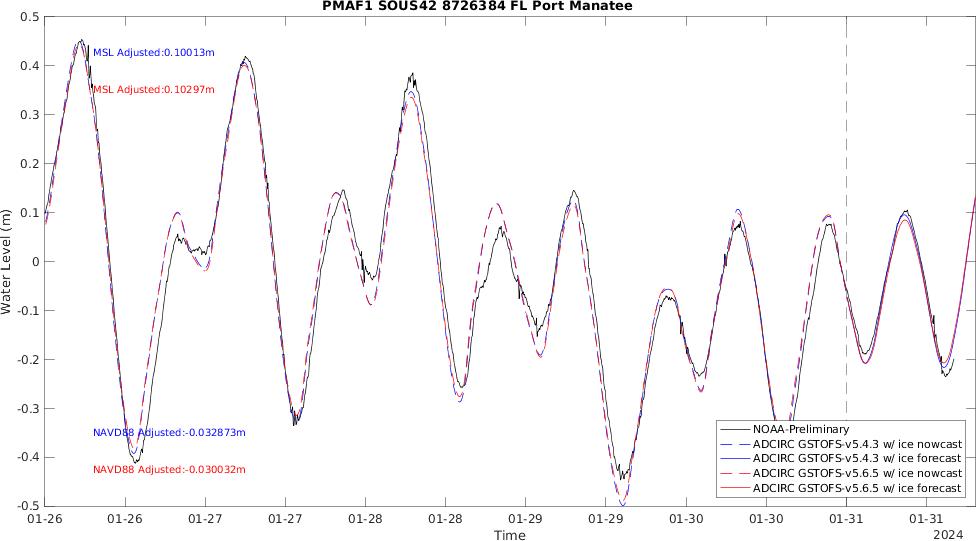 PMAF1 SOUS42 8726384 FL Port Manatee
0.5
0.4
0.3
0.2
0.1
0
-0.1
-0.2
-0.3
-0.4
-0.5
Water Level (m)
MSL Adjusted:0.10013m
MSL Adjusted:0.10297m
NAVD88 Adjusted:-0.032873m
NAVD88 Adjusted:-0.030032m
NOAA-Preliminary
ADCIRC GSTOFS-v5.4.3 w/ ice nowcast
ADCIRC GSTOFS-v5.4.3 w/ ice forecast
ADCIRC GSTOFS-v5.6.5 w/ ice nowcast
ADCIRC GSTOFS-v5.6.5 w/ ice forecast
01-26 01-26 01-27 01-27 01-28 01-28 01-29 01-29 01-30 01-30 01-31 01-31
Time
2024